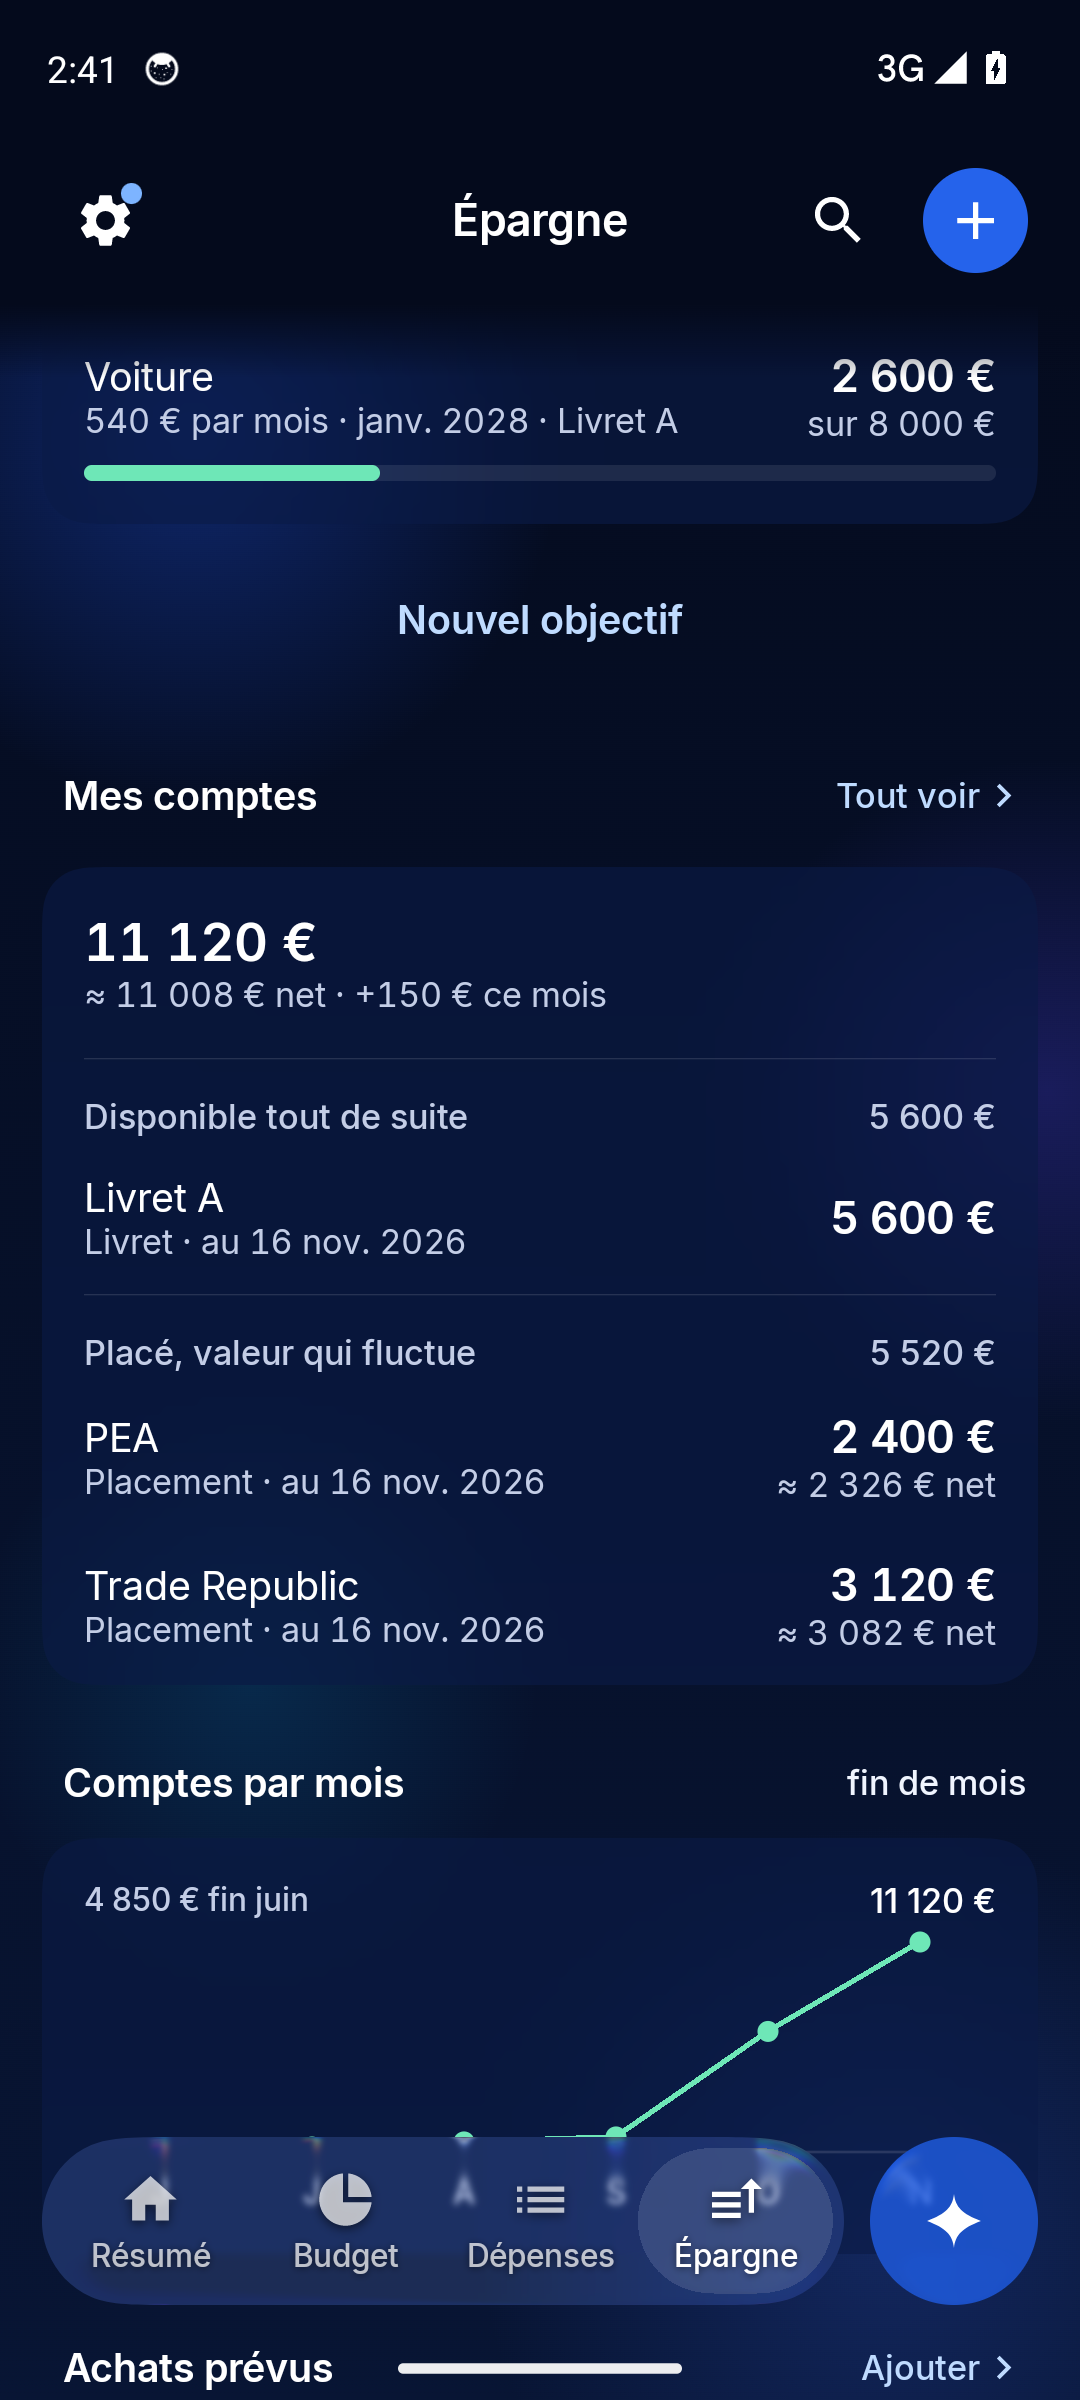 2:41
3G
Épargne
Voiture
2 600 €
540 € par mois · janv. 2028 · Livret A
sur 8 000 €
Nouvel objectif
Mes comptes
Tout voir
11 120 €
≈ 11 008 € net · +150 € ce mois
Disponible tout de suite
5 600 €
Livret A
5 600 €
Livret · au 16 nov. 2026
Placé, valeur qui fluctue
5 520 €
PEA
2 400 €
Placement · au 16 nov. 2026
≈ 2 326 € net
Trade Republic
3 120 €
Placement · au 16 nov. 2026
≈ 3 082 € net
Comptes par mois
fin de mois
4 850 € fin juin
11 120 €
J A S O N
Résumé
Budget
Dépenses
Épargne
Achats prévus
Ajouter